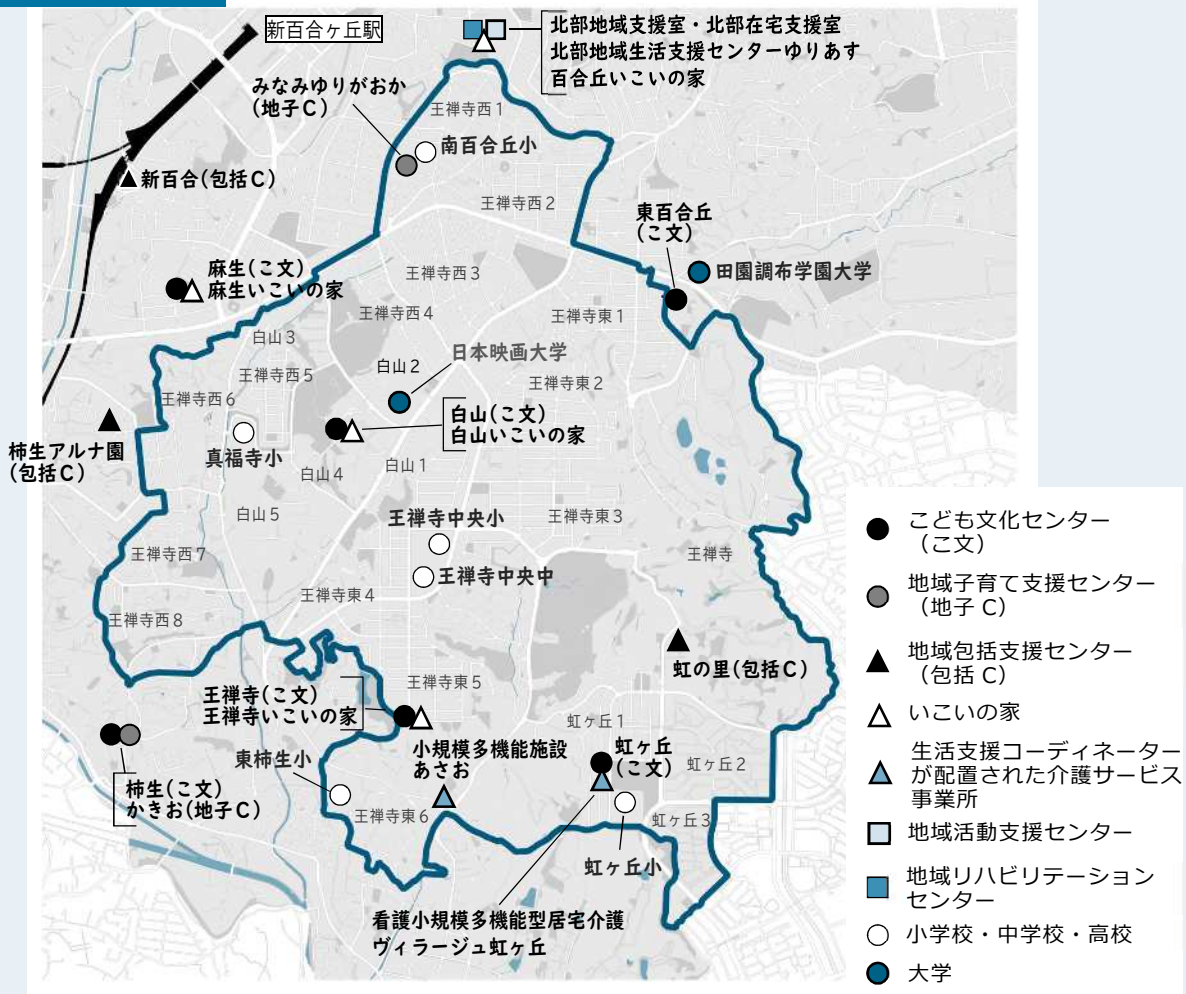 新百合ヶ丘駅
北部地域支援室・北部在宅支援室
北部地域生活支援センターゆりあす
百合丘いこいの家
みなみゆりがおか
(地子C)
王禅寺西1
南百合丘小
新百合(包括C)
王禅寺西2
東百合丘
(こ文)
田園調布学園大学
麻生(こ文)
麻生いこいの家
王禅寺西3
王禅寺西4
王禅寺東1
白山3
日本映画大学
白山2
王禅寺西5
王禅寺東2
王禅寺西6
白山(こ文)
白山いこいの家
柿生アルナ園
(包括C)
真福寺小
白山4
白山1
白山5
王禅寺中央小
王禅寺東3
王禅寺西7
王禅寺
王禅寺中央中
王禅寺東4
王禅寺西8
虹の里(包括C)
王禅寺東5
王禅寺(こ文)
王禅寺いこいの家
虹ヶ丘1
東柿生小
小規模多機能施設
あさお
虹ヶ丘
(こ文)
虹ヶ丘2
柿生(こ文)
かきお(地子C)
王禅寺東6
虹ヶ丘3
虹ヶ丘小
看護小規模多機能型居宅介護
ヴィラージュ虹ヶ丘
こども文化センター
(こ文)
地域子育て支援センター
(地子 C)
地域包括支援センター
(包括 C)
いこいの家
生活支援コーディネーター
が配置された介護サービス
事業所
地域活動支援センター
地域リハビリテーション
センター
小学校・中学校・高校
大学